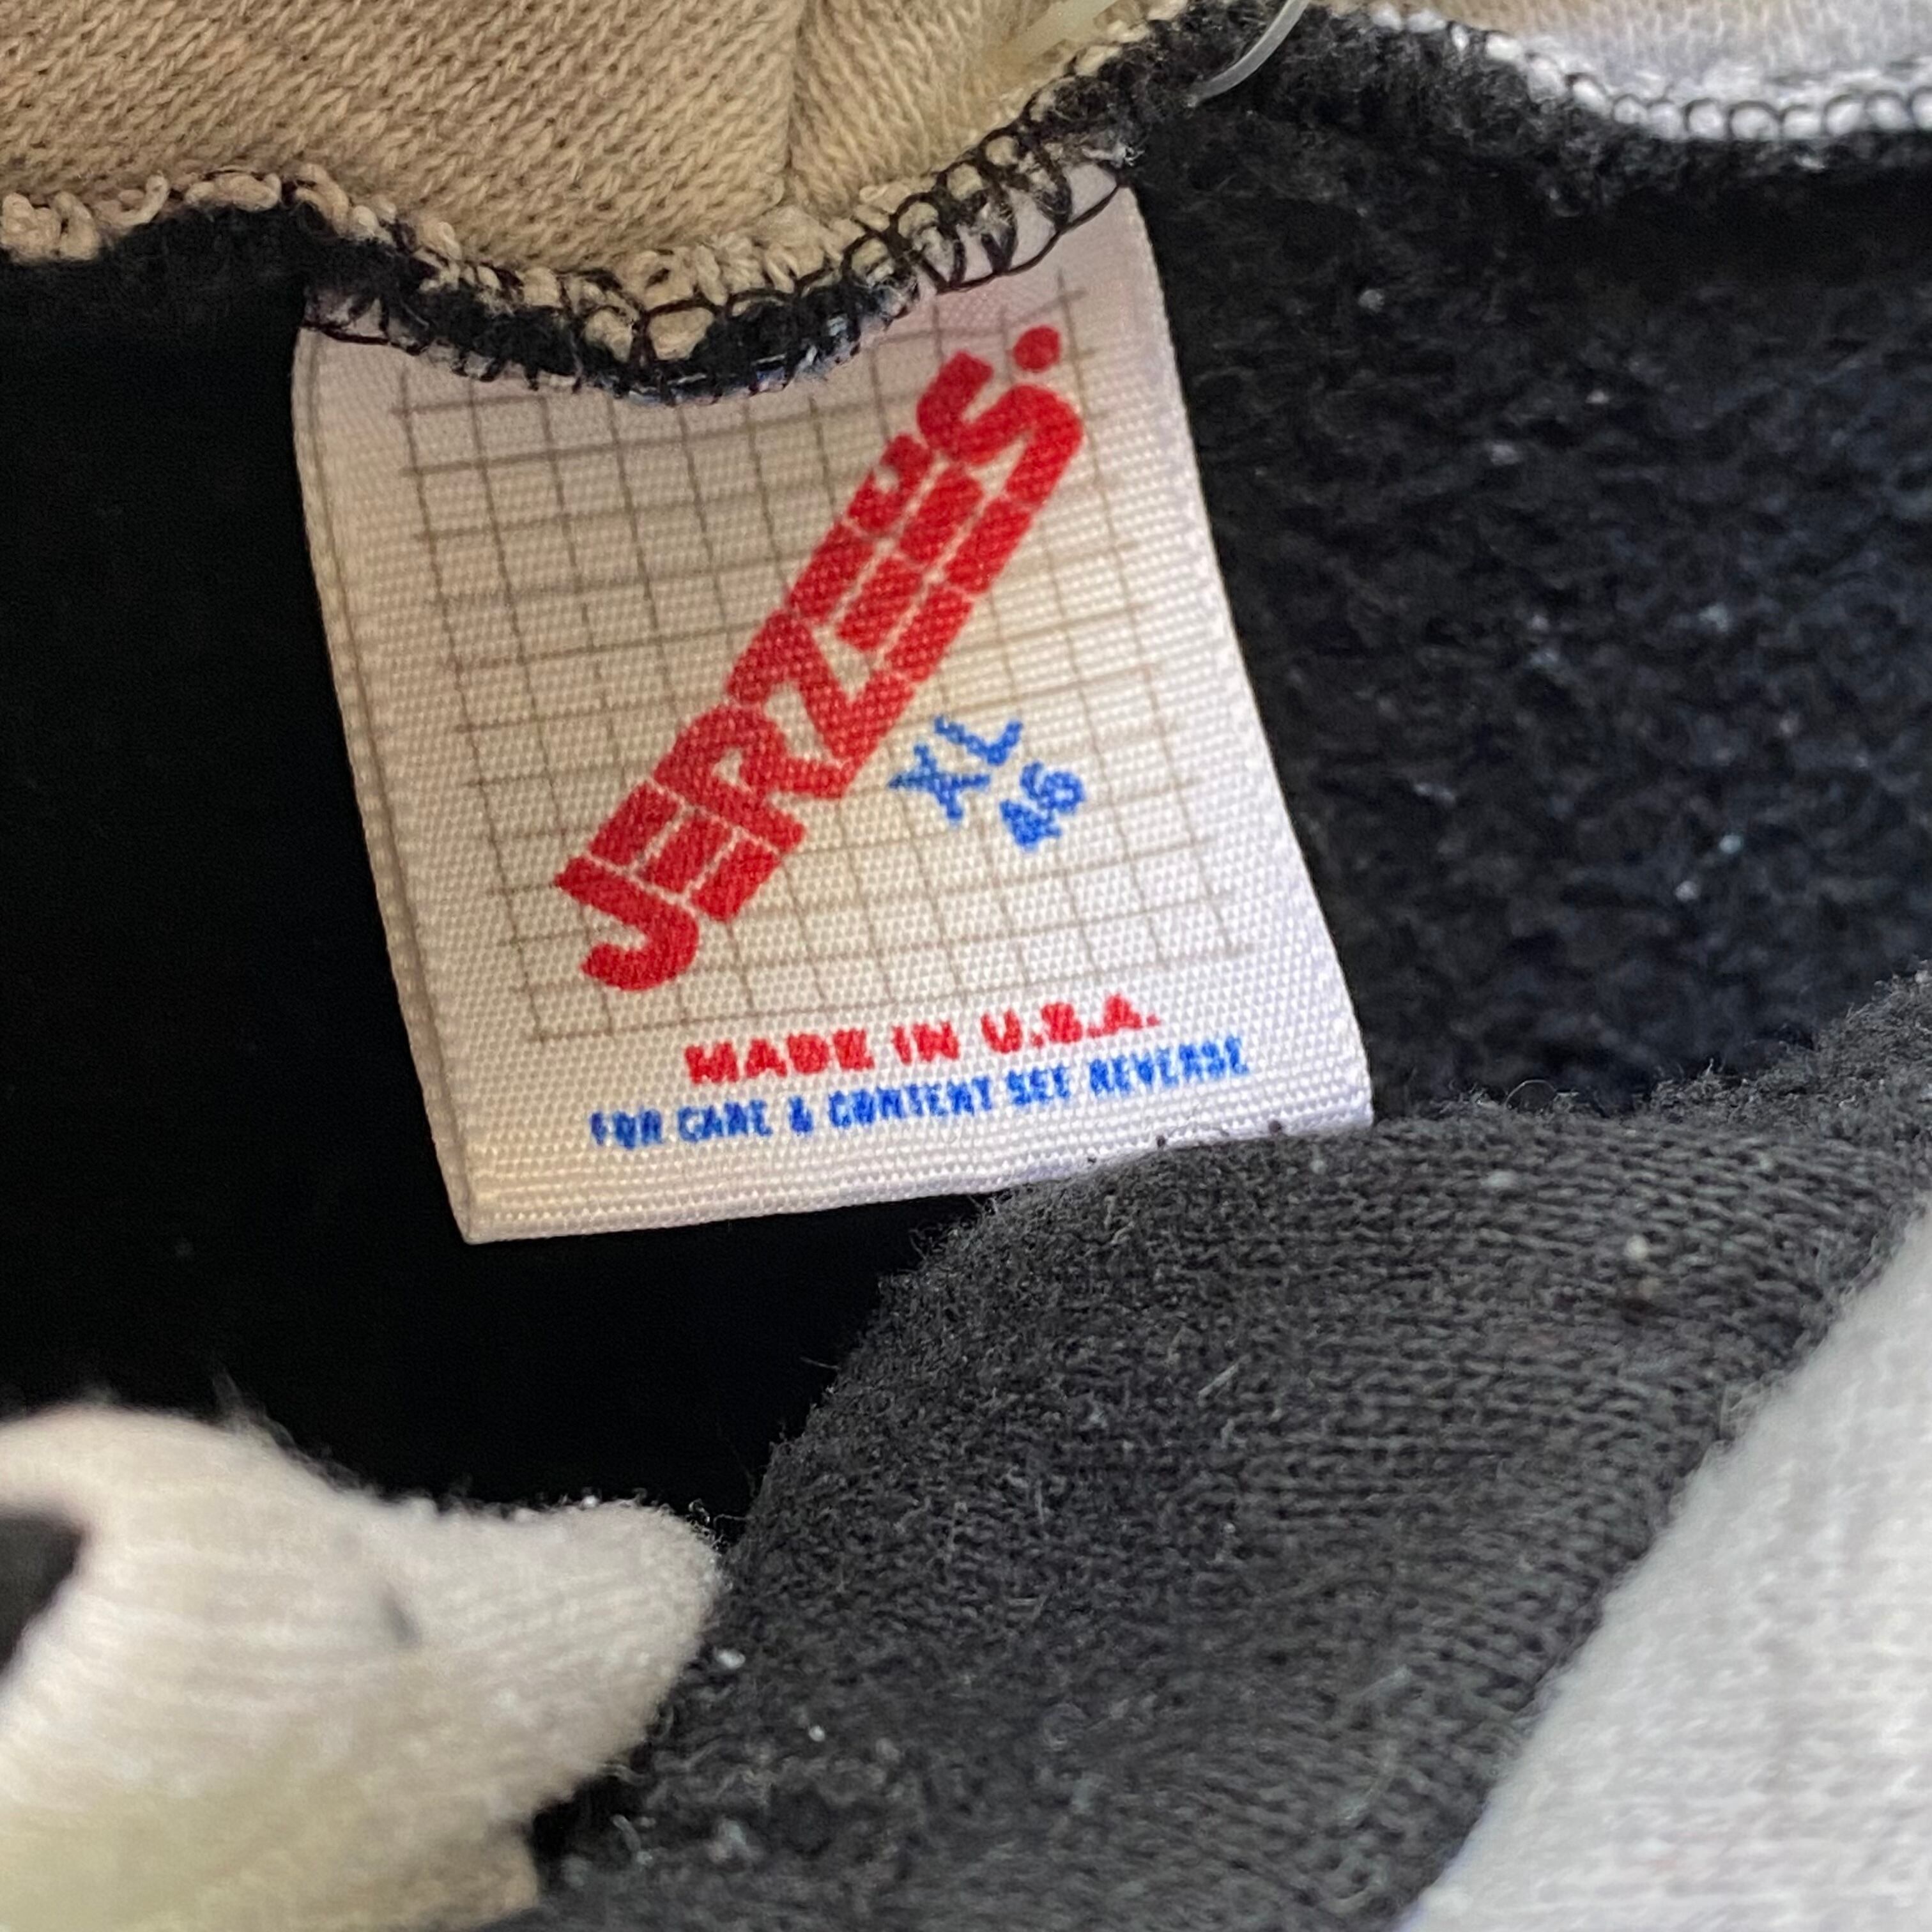 JERZEES.
XL
46
MADE IN U.S.A.
FOR CARE & CONTENT SEE REVERSE